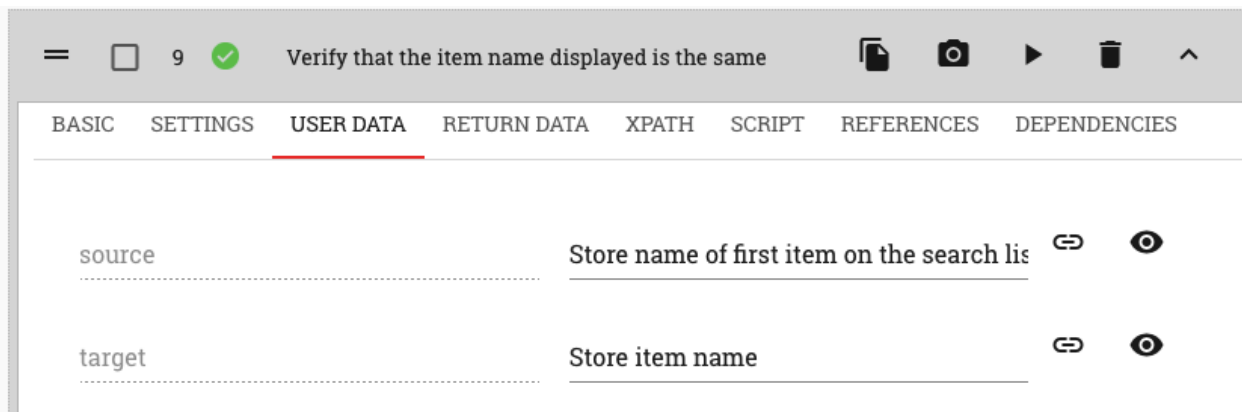 9 Verify that the item name displayed is the same
BASIC SETTINGS USER DATA RETURN DATA XPATH SCRIPT REFERENCES DEPENDENCIES
source Store name of first item on the search lis
target Store item name